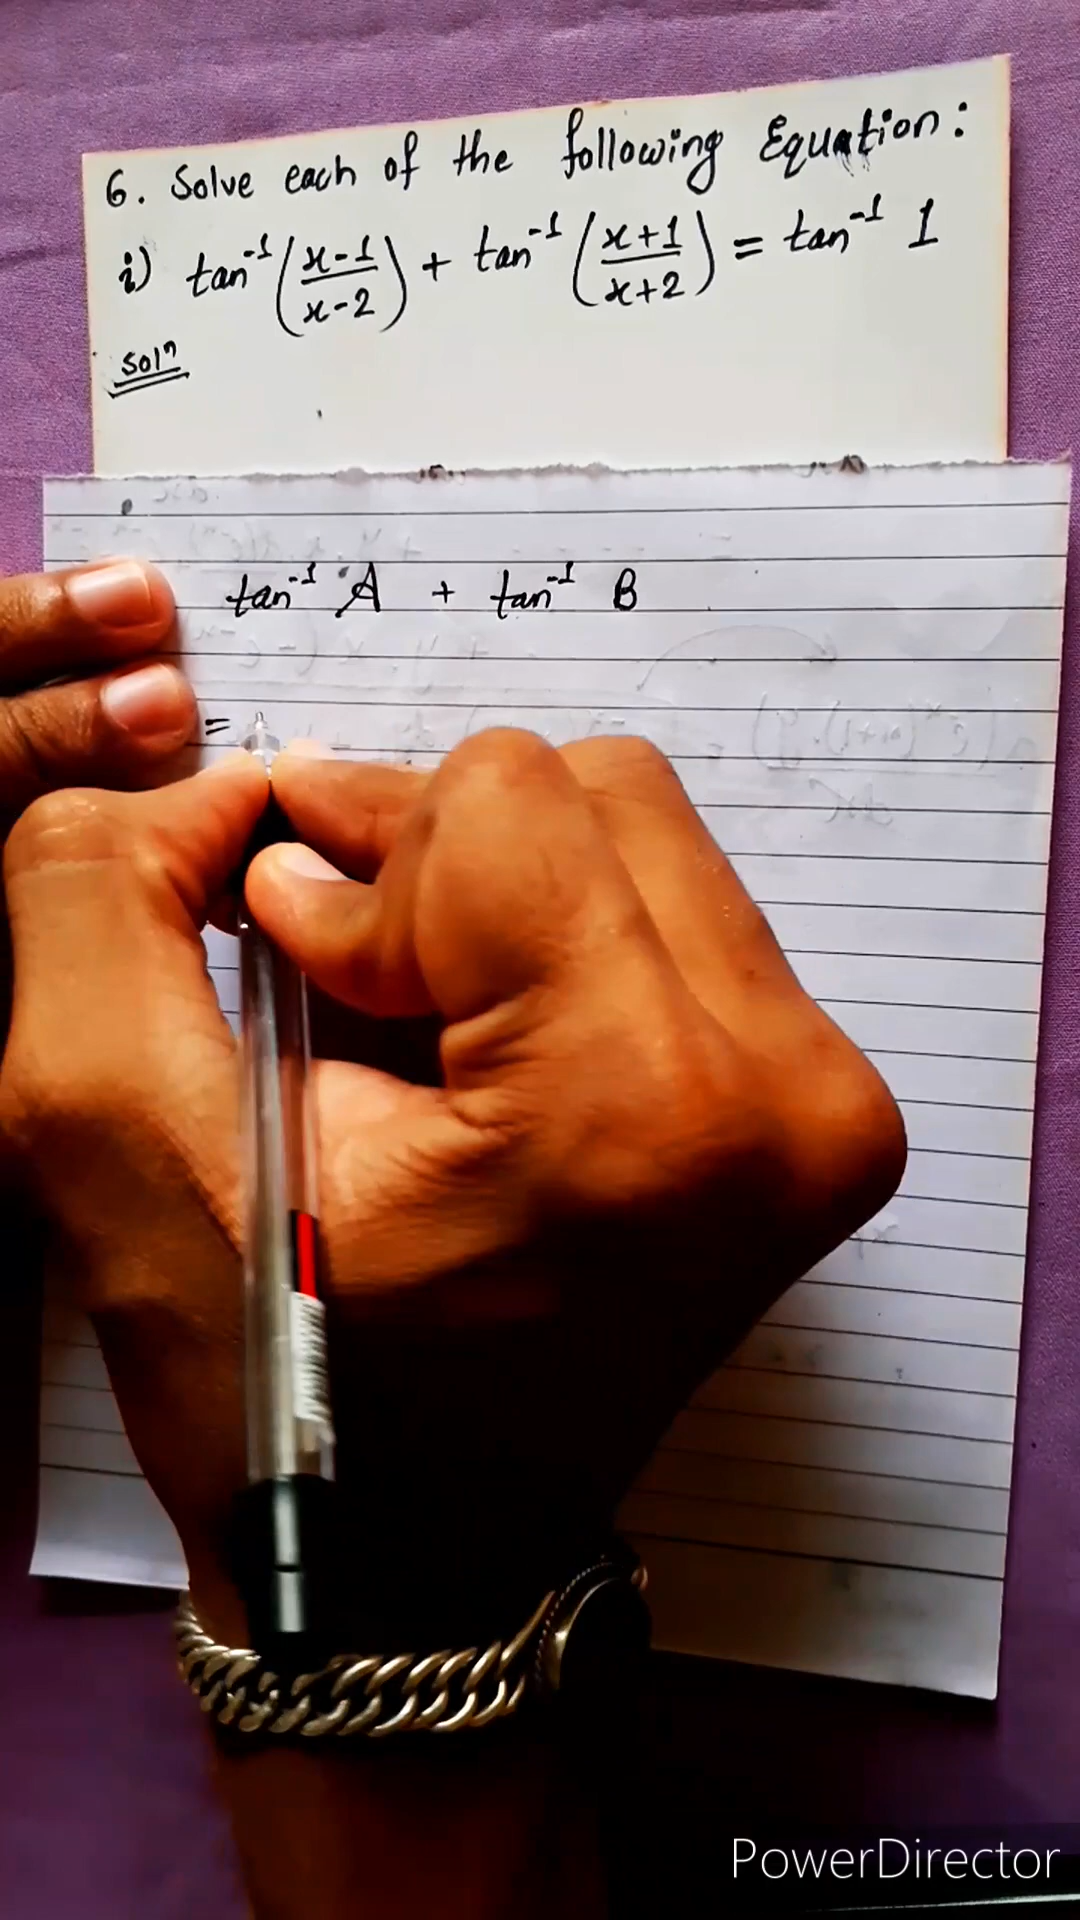 6. Solve each of the following Equation:
i) tan⁻¹(x-1/x-2) + tan⁻¹(x+1/x+2) = tan⁻¹ 1
Solⁿ
tan⁻¹ A + tan⁻¹ B
=
PowerDirector